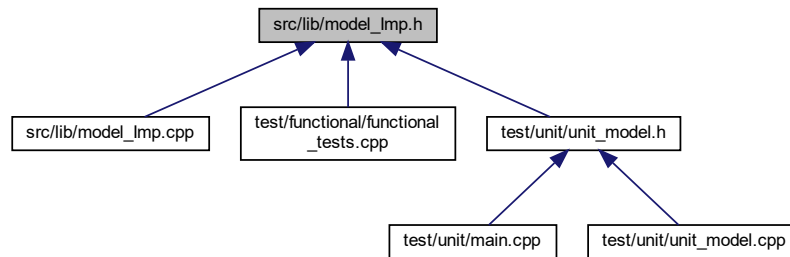 src/lib/model_Imp.h
src/lib/model_Imp.cpp
test/functional/functional
_tests.cpp
test/unit/unit_model.h
test/unit/main.cpp
test/unit/unit_model.cpp